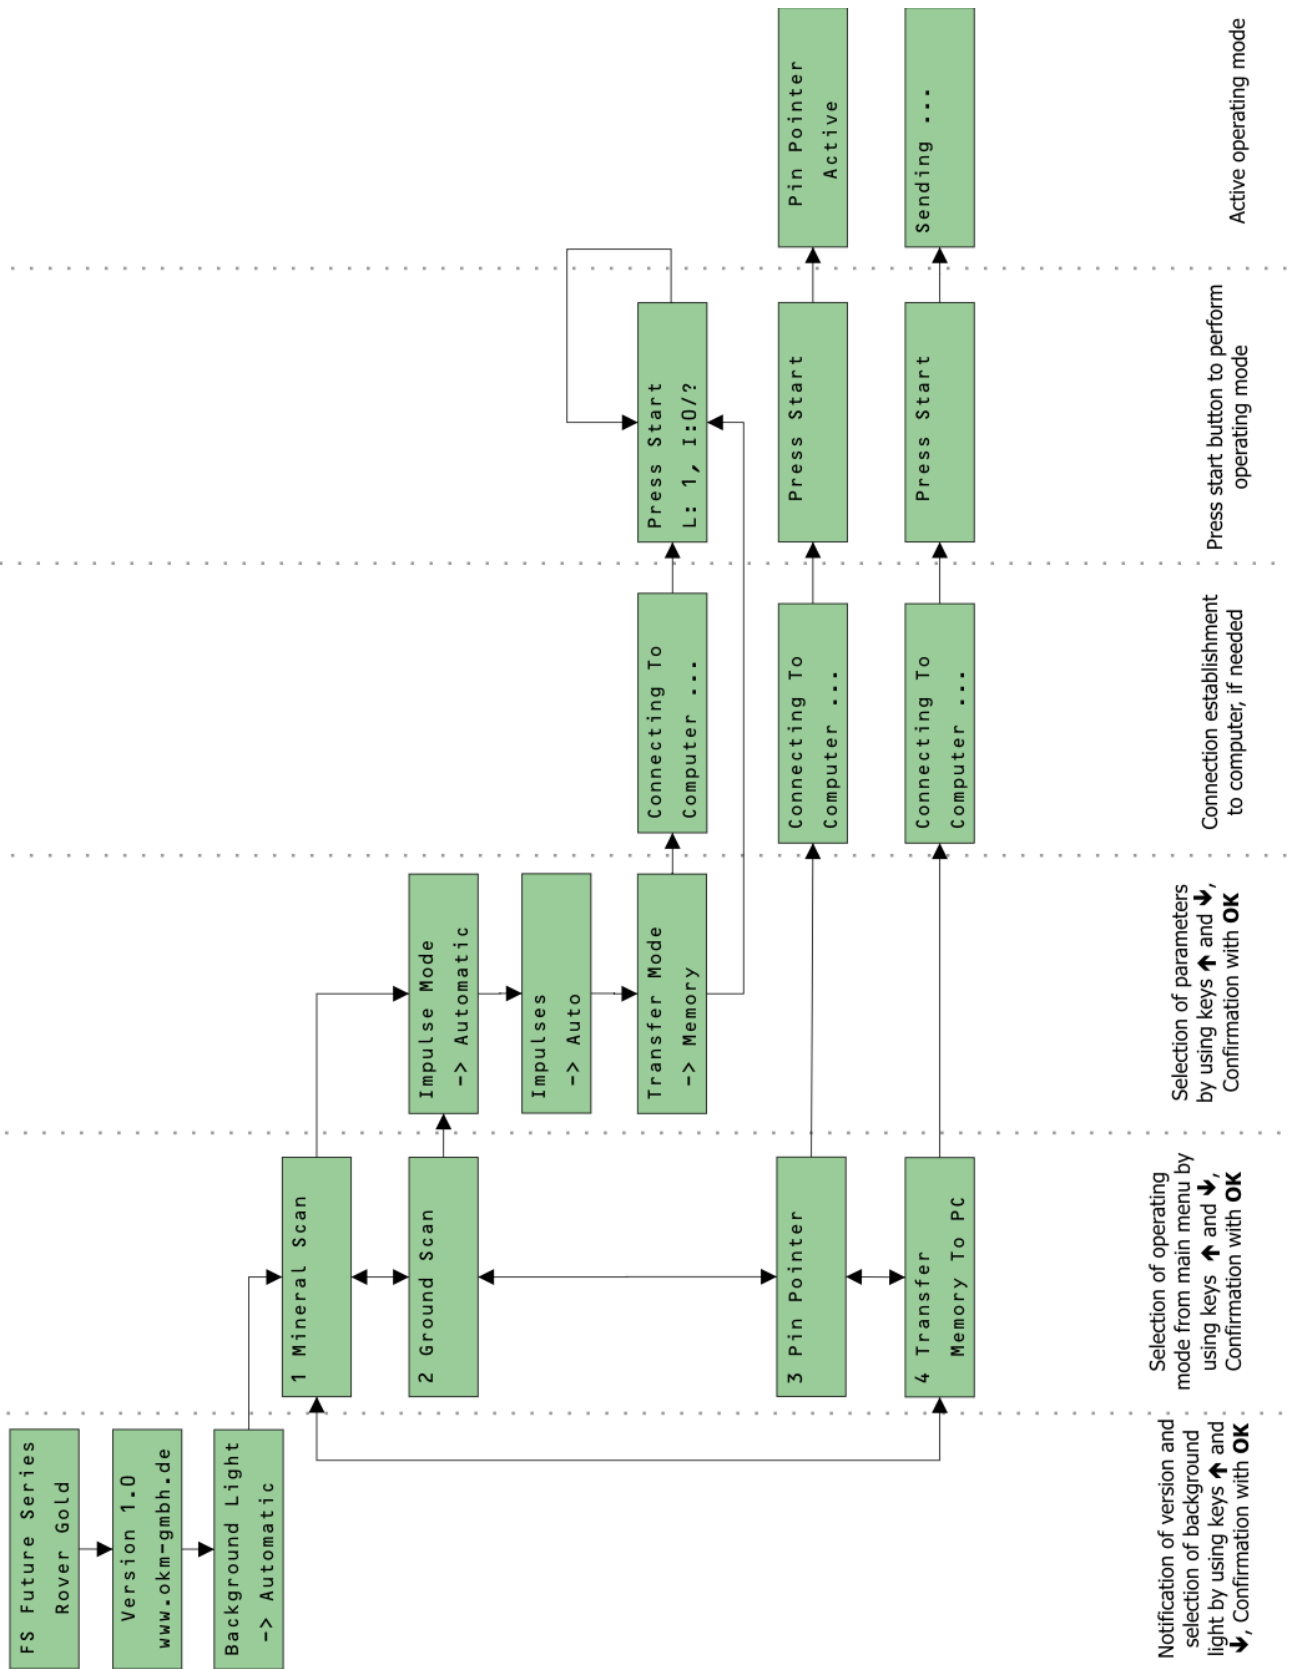 FS Future Series
Rover Gold
Version 1.0
www.okm-gmbh.de
Background Light
-> Automatic
1 Mineral Scan
2 Ground Scan
3 Pin Pointer
4 Transfer
Memory To PC
Impulse Mode
-> Automatic
Impulses
-> Auto
Transfer Mode
-> Memory
Connecting To
Computer ...
Connecting To
Computer ...
Connecting To
Computer ...
Press Start
L: 1, I:0/?
Press Start
Press Start
Pin Pointer
Active
Sending ...
Notification of version and
selection of background
light by using keys ↑ and
↓, Confirmation with OK
Selection of operating
mode from main menu by
using keys ↑ and ↓,
Confirmation with OK
Selection of parameters
by using keys ↑ and ↓,
Confirmation with OK
Connection establishment
to computer, if needed
Press start button to perform
operating mode
Active operating mode